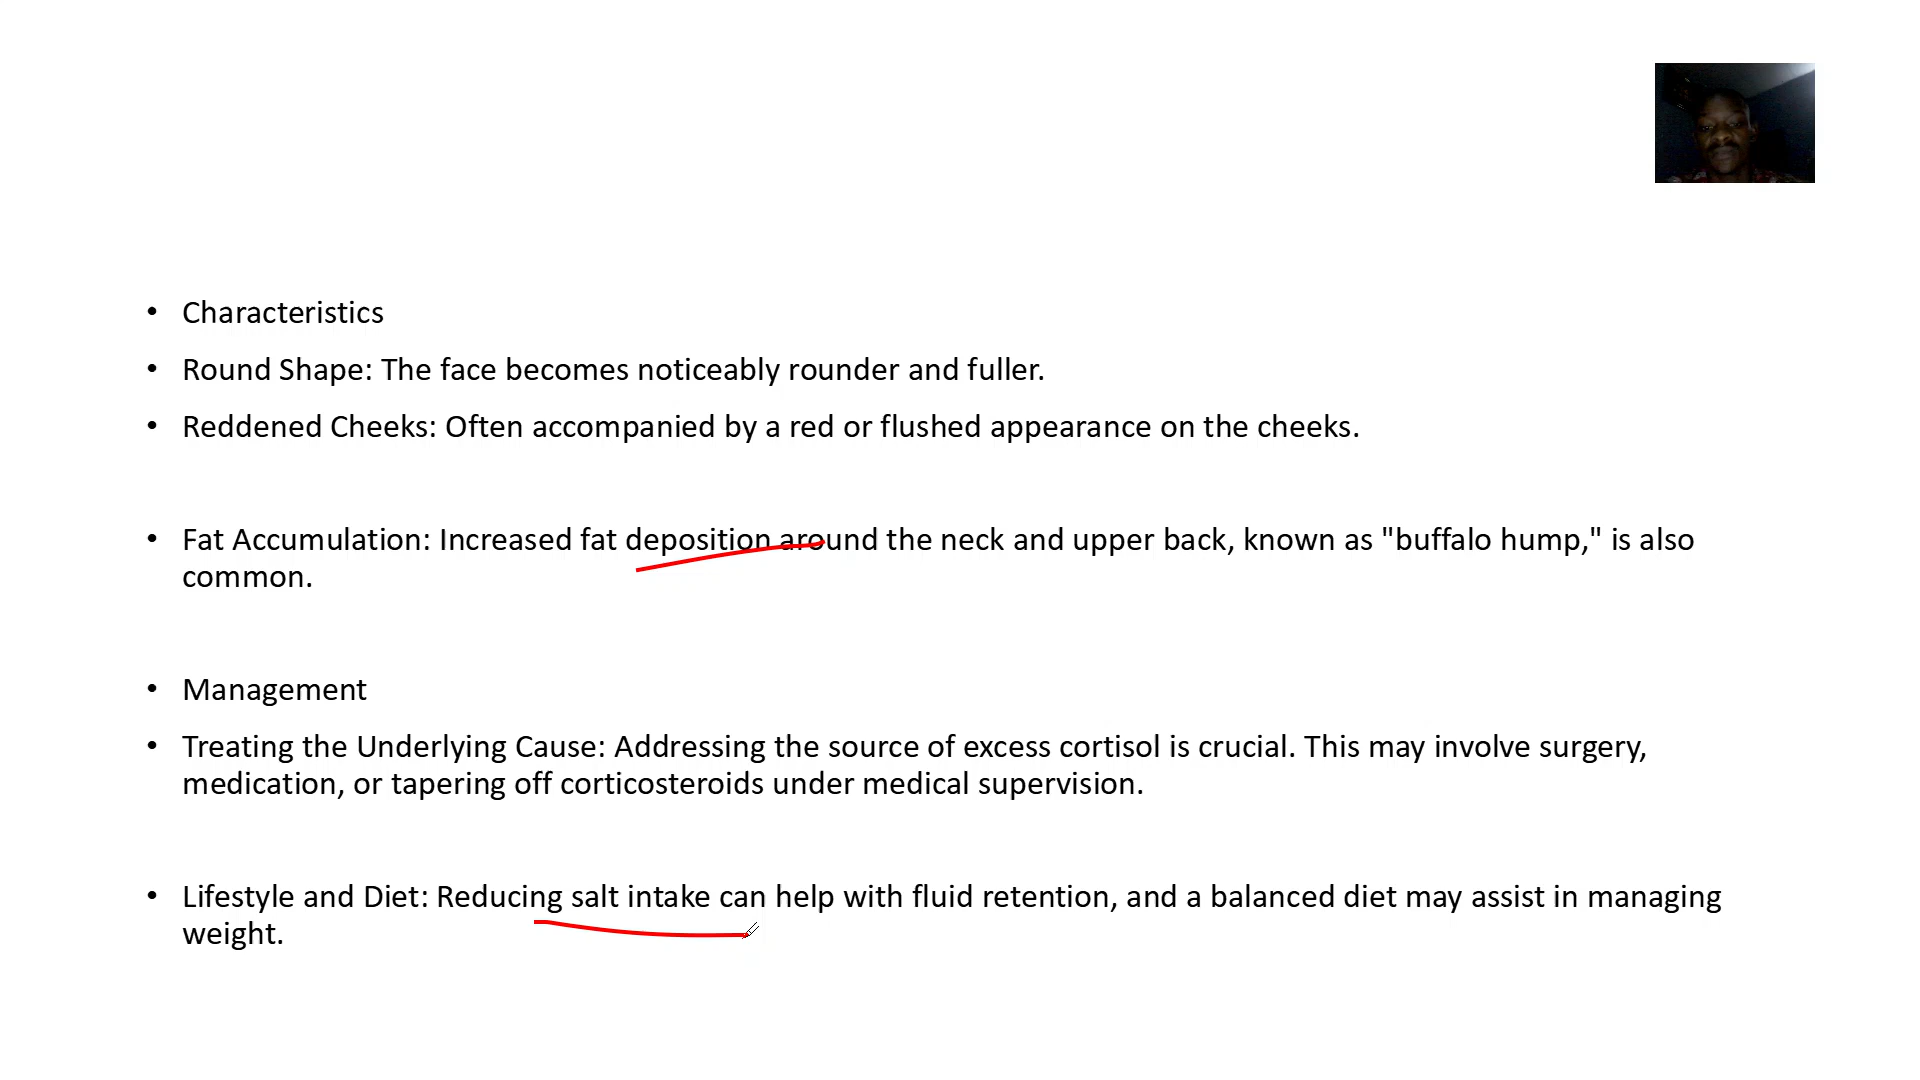 • Characteristics
• Round Shape: The face becomes noticeably rounder and fuller.
• Reddened Cheeks: Often accompanied by a red or flushed appearance on the cheeks.
• Fat Accumulation: Increased fat deposition around the neck and upper back, known as "buffalo hump," is also
common.
• Management
• Treating the Underlying Cause: Addressing the source of excess cortisol is crucial. This may involve surgery,
medication, or tapering off corticosteroids under medical supervision.
• Lifestyle and Diet: Reducing salt intake can help with fluid retention, and a balanced diet may assist in managing
weight.